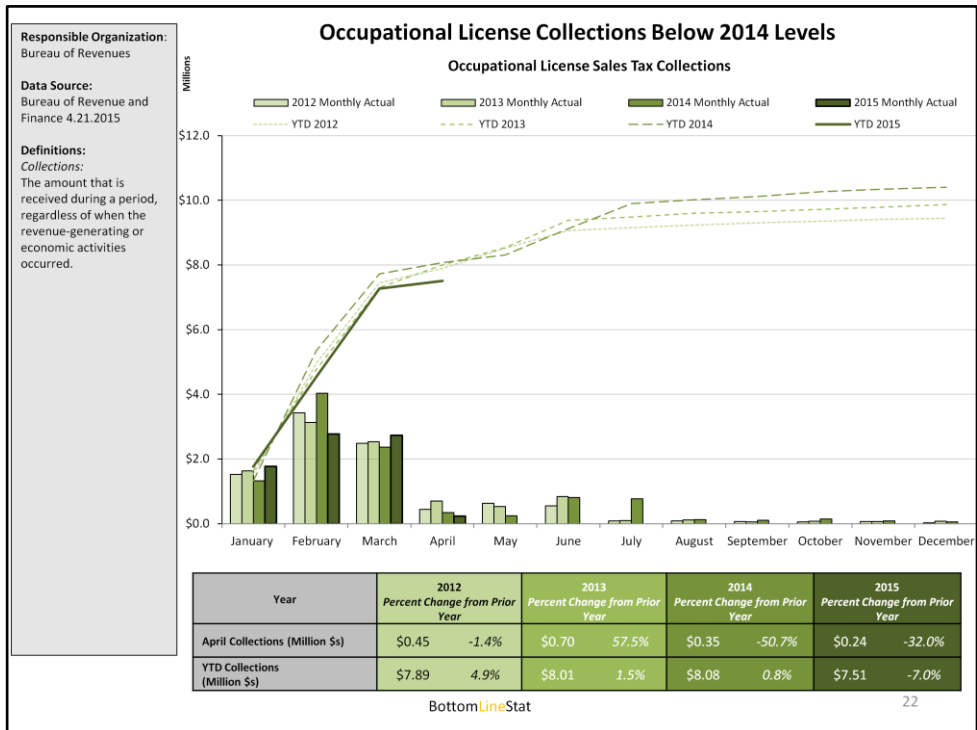 Responsible Organization:
Bureau of Revenues
Data Source:
Bureau of Revenue and
Finance 4.21.2015
Definitions:
Collections:
The amount that is
received during a period,
regardless of when the
revenue-generating or
economic activities
occurred.
Occupational License Collections Below 2014 Levels
Occupational License Sales Tax Collections
Millions
2012 Monthly Actual 2013 Monthly Actual 2014 Monthly Actual 2015 Monthly Actual
YTD 2012 YTD 2013 YTD 2014 YTD 2015
$12.0
$10.0
$8.0
$6.0
$4.0
$2.0
$0.0
January February March April May June July August September October November December
Year
2012
Percent Change from Prior
Year
2013
Percent Change from Prior
Year
2014
Percent Change from Prior
Year
2015
Percent Change from Prior
Year
April Collections (Million $s) $0.45 -1.4% $0.70 57.5% $0.35 -50.7% $0.24 -32.0%
YTD Collections
(Million $s) $7.89 4.9% $8.01 1.5% $8.08 0.8% $7.51 -7.0%
BottomLineStat
22